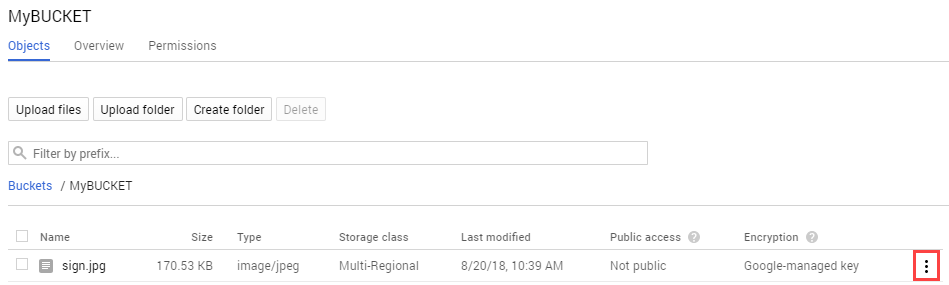 MyBUCKET
Objects Overview Permissions
Upload files Upload folder Create folder Delete
Filter by prefix...
Buckets / MyBUCKET
Name Size Type Storage class Last modified Public access ? Encryption ?
sign.jpg 170.53 KB image/jpeg Multi-Regional 8/20/18, 10:39 AM Not public Google-managed key